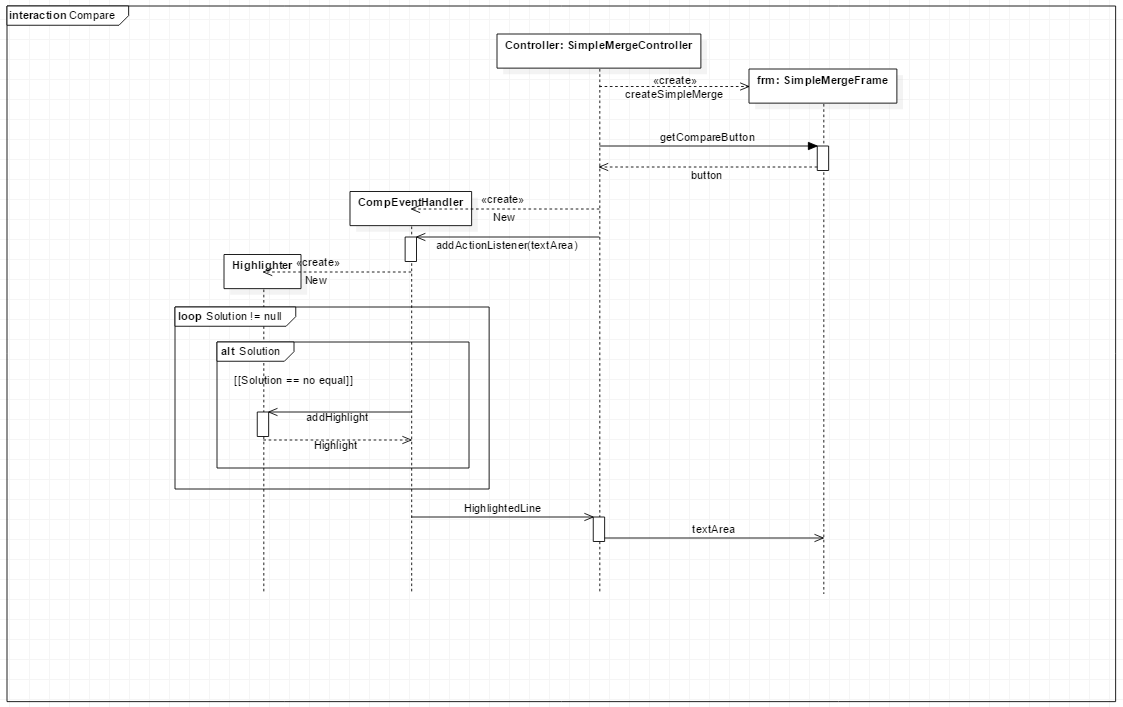 interaction Compare
Controller: SimpleMergeController
«create»
createSimpleMerge
frm: SimpleMergeFrame
getCompareButton
button
CompEventHandler
«create»
New
addActionListener(textArea)
Highlighter
«create»
New
loop Solution != null
alt Solution
[[Solution == no equal]]
addHighlight
Highlight
HighlightedLine
textArea